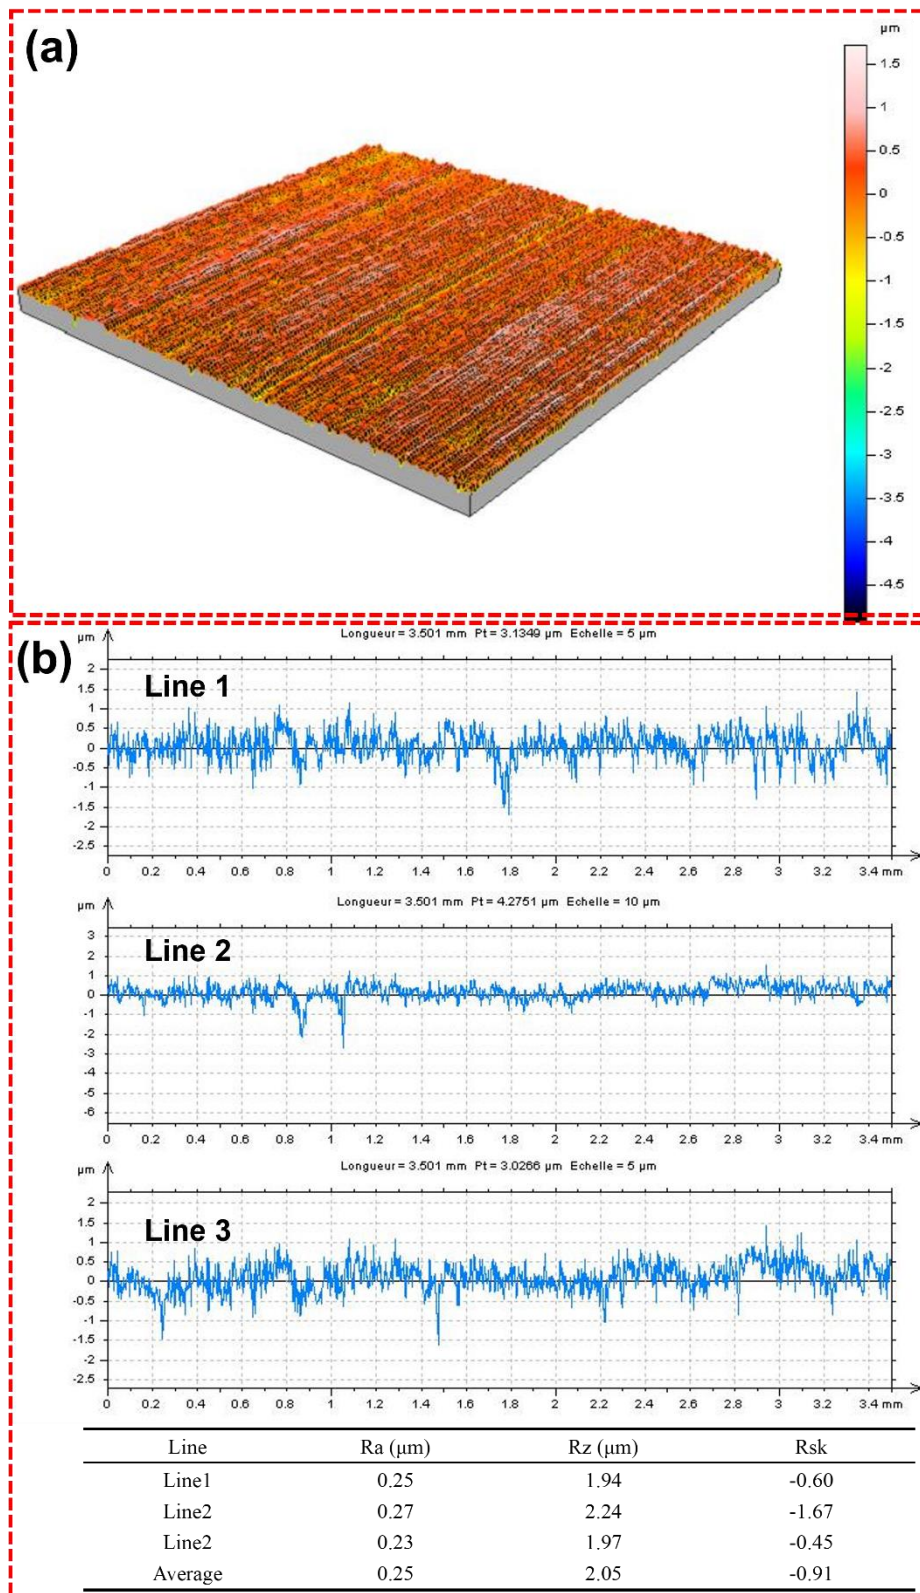 (a)
µm
1.5
1
0.5
0
-0.5
-1
-1.5
-2
-2.5
-3
-3.5
-4
-4.5
(b)
µm
Longueur = 3.501 mm Pt = 3.1349 µm Echelle = 5 µm
Line 1
2
1.5
1
0.5
0
-0.5
-1
-1.5
-2
-2.5
0 0.2 0.4 0.6 0.8 1 1.2 1.4 1.6 1.8 2 2.2 2.4 2.6 2.8 3 3.2 3.4 mm
µm
Longueur = 3.501 mm Pt = 4.2751 µm Echelle = 10 µm
Line 2
3
2
1
0
-1
-2
-3
-4
-5
-6
0 0.2 0.4 0.6 0.8 1 1.2 1.4 1.6 1.8 2 2.2 2.4 2.6 2.8 3 3.2 3.4 mm
µm
Longueur = 3.501 mm Pt = 3.0266 µm Echelle = 5 µm
Line 3
2
1.5
1
0.5
0
-0.5
-1
-1.5
-2
-2.5
0 0.2 0.4 0.6 0.8 1 1.2 1.4 1.6 1.8 2 2.2 2.4 2.6 2.8 3 3.2 3.4 mm
Line Ra (µm) Rz (µm) Rsk
Line1 0.25 1.94 -0.60
Line2 0.27 2.24 -1.67
Line2 0.23 1.97 -0.45
Average 0.25 2.05 -0.91